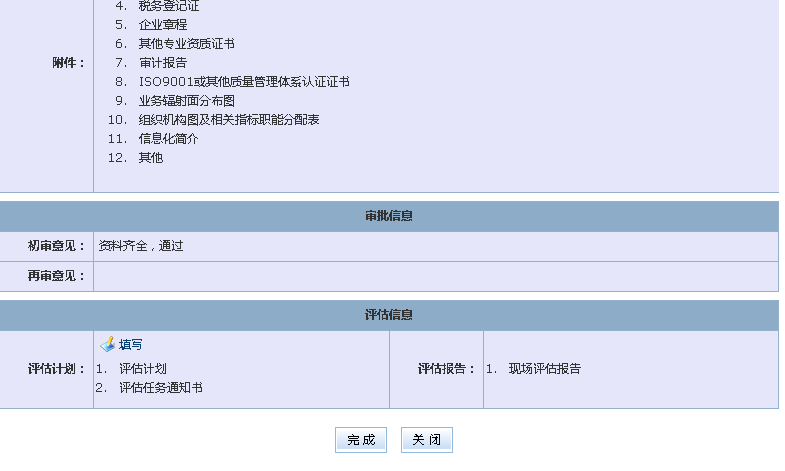 4. 税务登记证
5. 企业章程
6. 其他专业资质证书
附件： 7. 审计报告
8. ISO9001或其他质量管理体系认证证书
9. 业务辐射面分布图
10. 组织机构图及相关指标职能分配表
11. 信息化简介
12. 其他
审批信息
初审意见： 资料齐全，通过
再审意见：
评估信息
填写
评估计划： 1. 评估计划 评估报告： 1. 现场评估报告
2. 评估任务通知书
完成 关闭